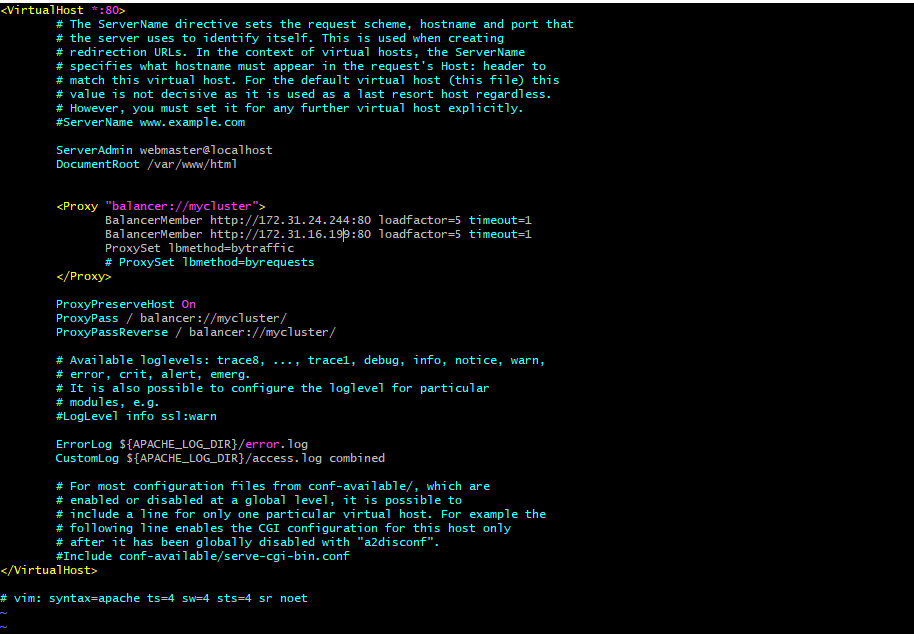 <VirtualHost *:80>
# The ServerName directive sets the request scheme, hostname and port that
# the server uses to identify itself. This is used when creating
# redirection URLs. In the context of virtual hosts, the ServerName
# specifies what hostname must appear in the request's Host: header to
# match this virtual host. For the default virtual host (this file) this
# value is not decisive as it is used as a last resort host regardless.
# However, you must set it for any further virtual host explicitly.
#ServerName www.example.com
ServerAdmin webmaster@localhost
DocumentRoot /var/www/html
<Proxy "balancer://mycluster">
BalancerMember http://172.31.24.244:80 loadfactor=5 timeout=1
BalancerMember http://172.31.16.199:80 loadfactor=5 timeout=1
ProxySet lbmethod=bytraffic
# ProxySet lbmethod=byrequests
</Proxy>
ProxyPreserveHost On
ProxyPass / balancer://mycluster/
ProxyPassReverse / balancer://mycluster/
# Available loglevels: trace8, ..., trace1, debug, info, notice, warn,
# error, crit, alert, emerg.
# It is also possible to configure the loglevel for particular
# modules, e.g.
#LogLevel info ssl:warn
ErrorLog ${APACHE_LOG_DIR}/error.log
CustomLog ${APACHE_LOG_DIR}/access.log combined
# For most configuration files from conf-available/, which are
# enabled or disabled at a global level, it is possible to
# include a line for only one particular virtual host. For example the
# following line enables the CGI configuration for this host only
# after it has been globally disabled with "a2disconf".
#Include conf-available/serve-cgi-bin.conf
</VirtualHost>
# vim: syntax=apache ts=4 sw=4 sts=4 sr noet
~
~